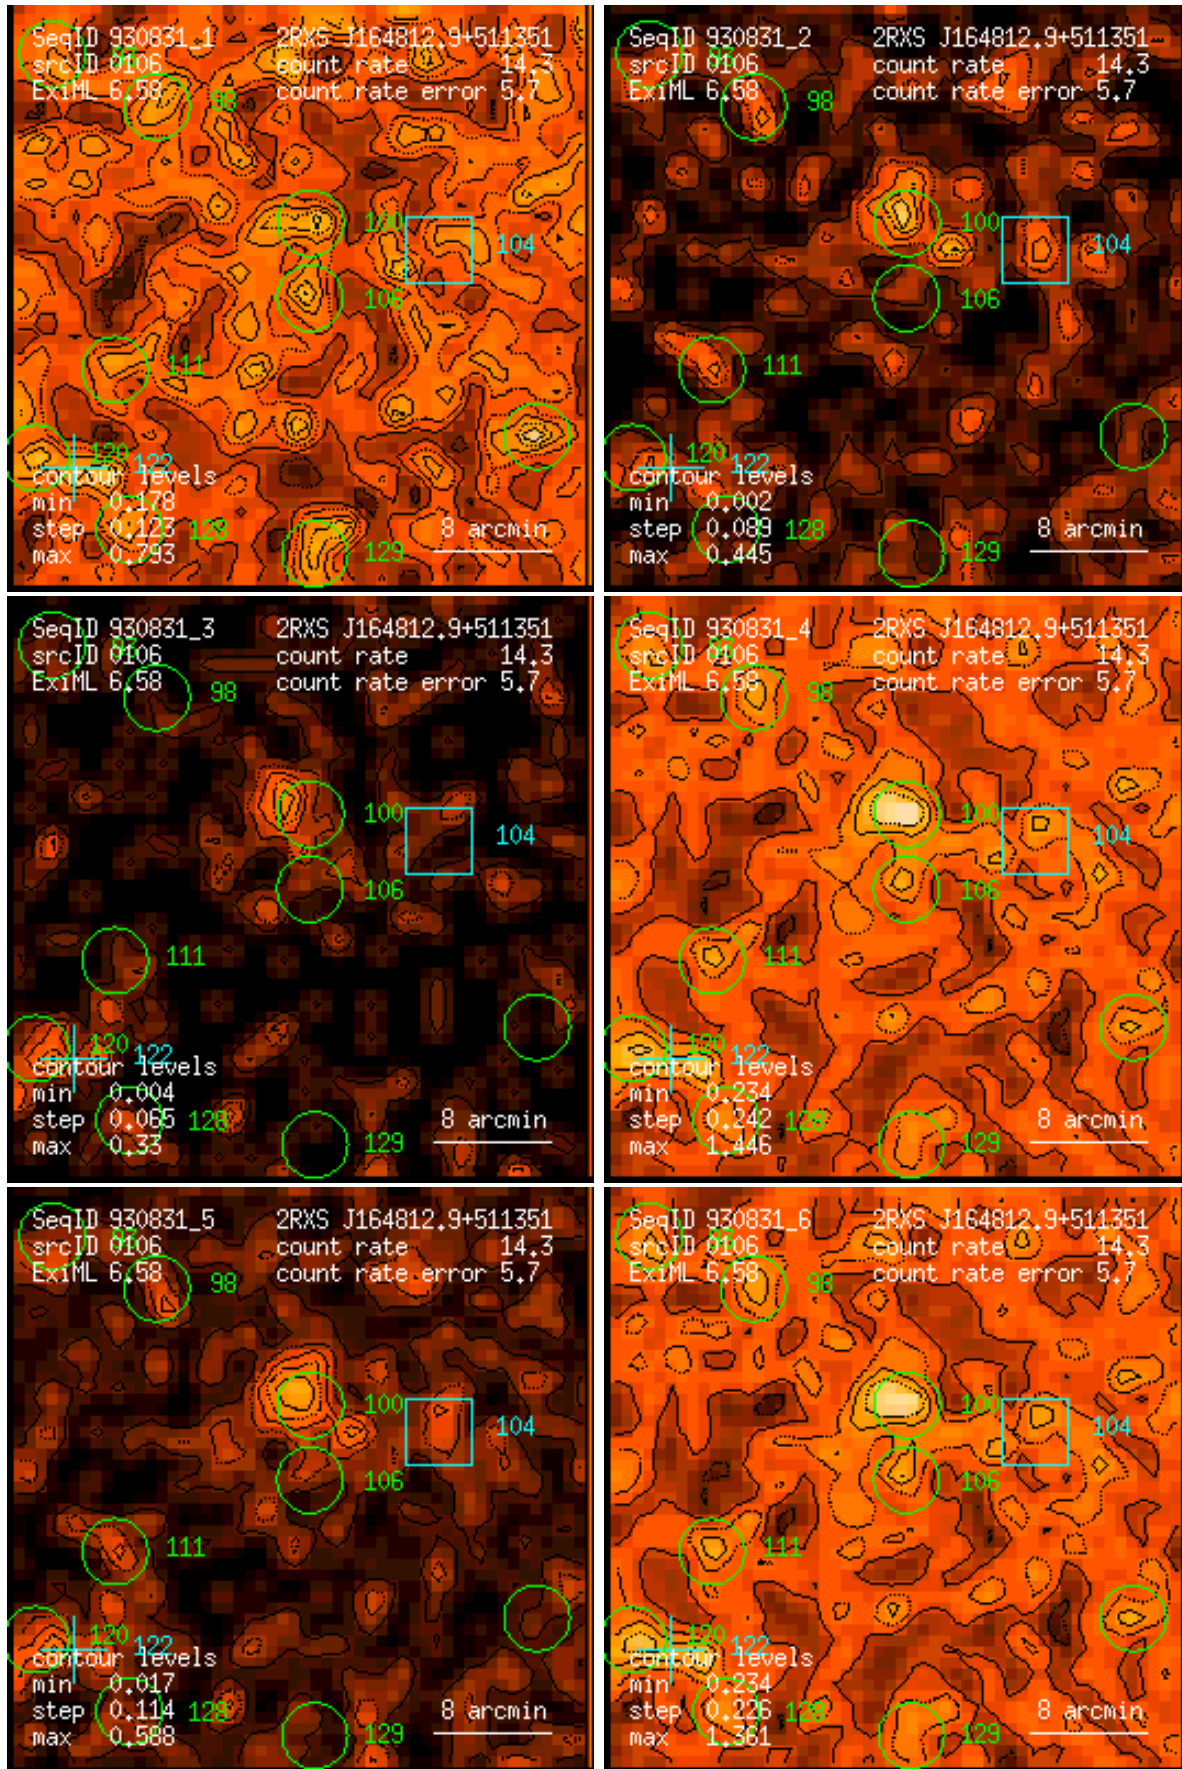 SeqID 930831_1 2RXS J164812.9+511351
srcID 0106 count rate 14.3
ExiML 6.58 count rate error 5.7
98
100
104
106
111
120 122
contour levels
min 0.178
step 0.123 128 8 arcmin
max 0.793 129
SeqID 930831_2 2RXS J164812.9+511351
srcID 0106 count rate 14.3
ExiML 6.58 count rate error 5.7
98
100
104
106
111
120 122
contour levels
min 0.002
step 0.089 128 8 arcmin
max 0.445 129
SeqID 930831_3 2RXS J164812.9+511351
srcID 0106 count rate 14.3
ExiML 6.58 count rate error 5.7
98
100
104
106
111
120 122
contour levels
min 0.004
step 0.065 128 8 arcmin
max 0.33 129
SeqID 930831_4 2RXS J164812.9+511351
srcID 0106 count rate 14.3
ExiML 6.58 count rate error 5.7
98
100
104
106
111
120 122
contour levels
min 0.234
step 0.242 128 8 arcmin
max 1.446 129
SeqID 930831_5 2RXS J164812.9+511351
srcID 0106 count rate 14.3
ExiML 6.58 count rate error 5.7
98
100
104
106
111
120 122
contour levels
min 0.017
step 0.114 128 8 arcmin
max 0.588 129
SeqID 930831_6 2RXS J164812.9+511351
srcID 0106 count rate 14.3
ExiML 6.58 count rate error 5.7
98
100
104
106
111
120 122
contour levels
min 0.234
step 0.226 128 8 arcmin
max 1.361 129